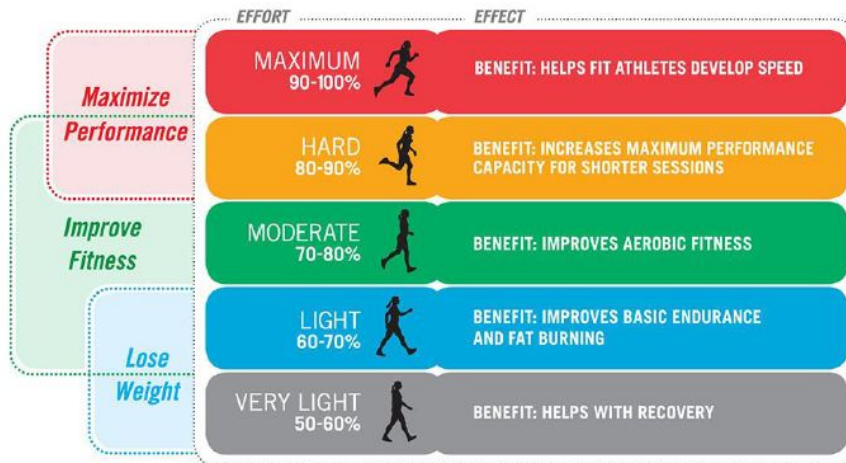 EFFORT
EFFECT
Maximize
Performance
Improve
Fitness
Lose
Weight
MAXIMUM
90-100%
BENEFIT: HELPS FIT ATHLETES DEVELOP SPEED
HARD
80-90%
BENEFIT: INCREASES MAXIMUM PERFORMANCE
CAPACITY FOR SHORTER SESSIONS
MODERATE
70-80%
BENEFIT: IMPROVES AEROBIC FITNESS
LIGHT
60-70%
BENEFIT: IMPROVES BASIC ENDURANCE
AND FAT BURNING
VERY LIGHT
50-60%
BENEFIT: HELPS WITH RECOVERY